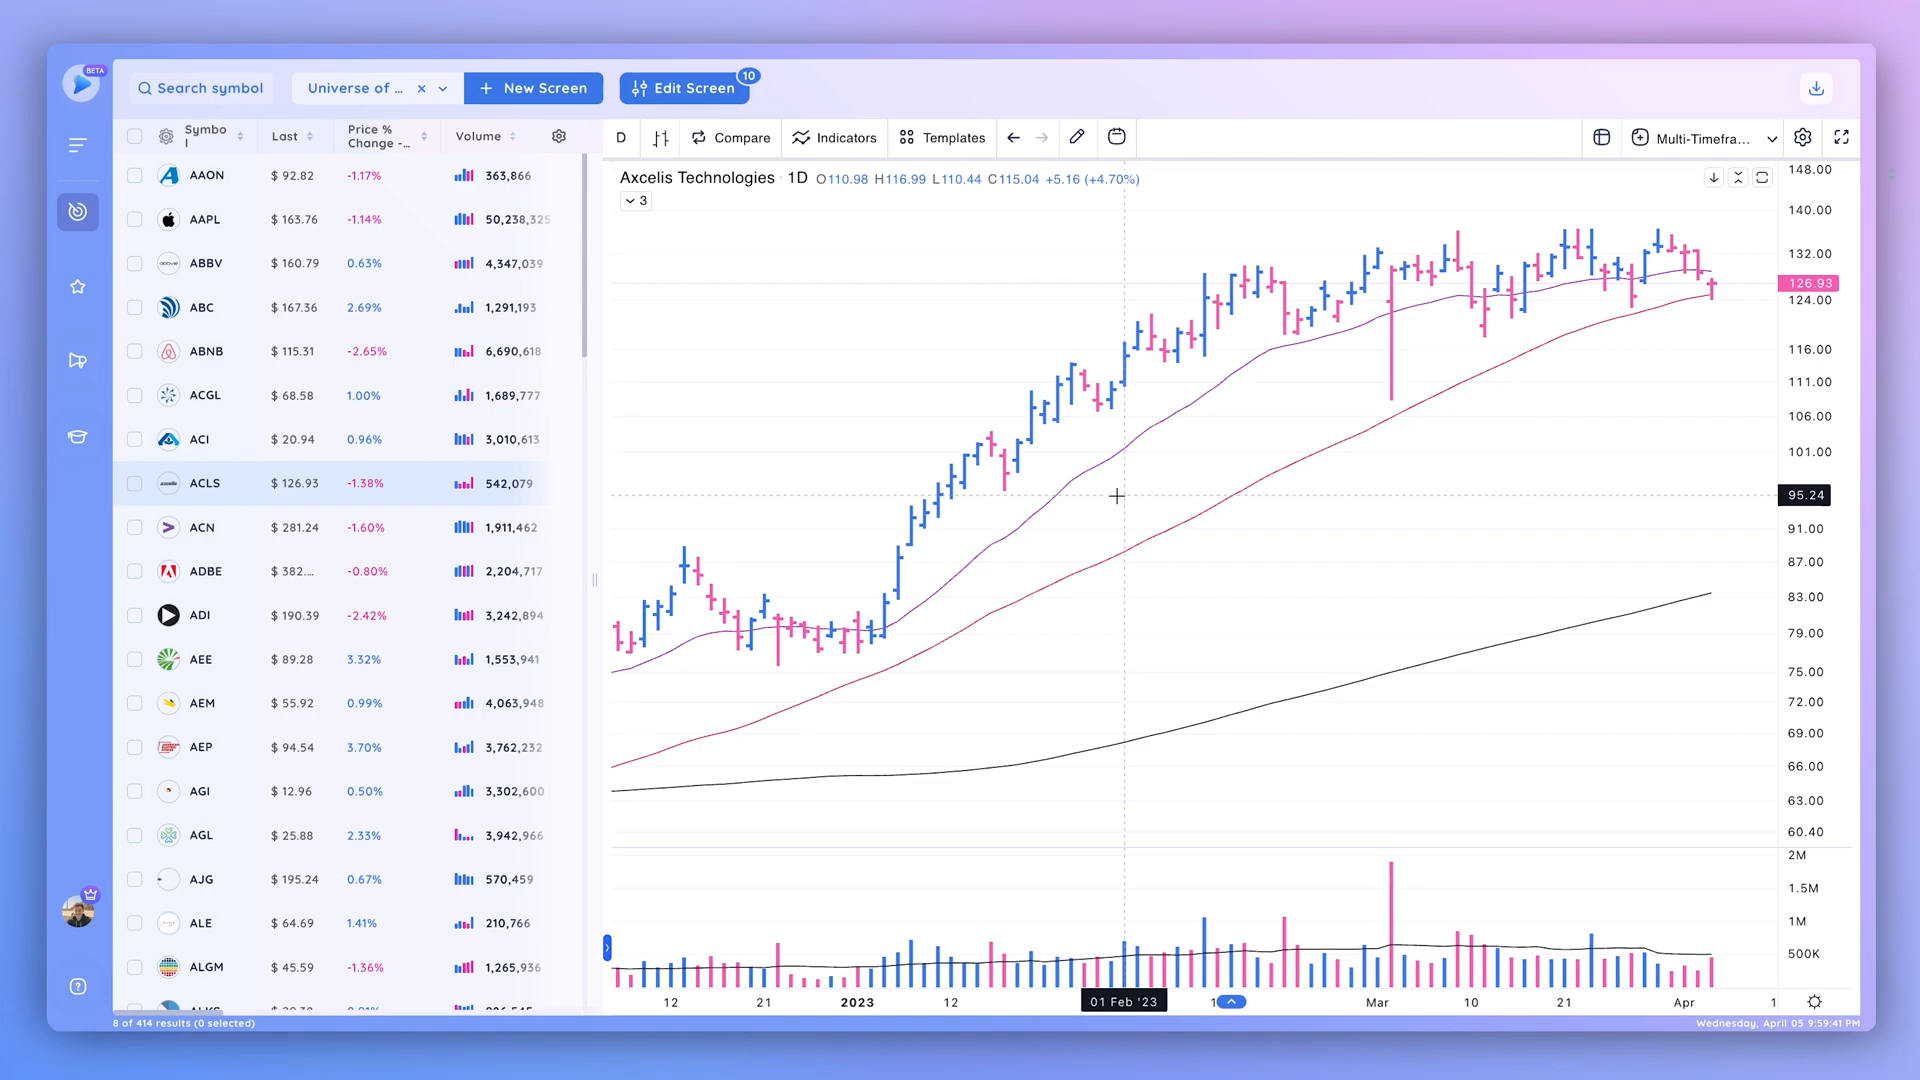 BETA
Search symbol
Universe of ...
New Screen
Edit Screen
10
Symbo
l
Last
Price %
Change -...
Volume
D
Compare
Indicators
Templates
Multi-Timefra...
Axcelis Technologies · 1D O110.98 H116.99 L110.44 C115.04 +5.16 (+4.70%)
3
AAON $ 92.82 -1.17% 363,866
AAPL $ 163.76 -1.14% 50,238,325
ABBV $ 160.79 0.63% 4,347,039
ABC $ 167.36 2.69% 1,291,193
ABNB $ 115.31 -2.65% 6,690,618
ACGL $ 68.58 1.00% 1,689,777
ACI $ 20.94 0.96% 3,010,613
ACLS $ 126.93 -1.38% 542,079
ACN $ 281.24 -1.60% 1,911,462
ADBE $ 382.... -0.80% 2,204,717
ADI $ 190.39 -2.42% 3,242,894
AEE $ 89.28 3.32% 1,553,941
AEM $ 55.92 0.99% 4,063,948
AEP $ 94.54 3.70% 3,762,232
AGI $ 12.96 0.50% 3,302,600
AGL $ 25.88 2.33% 3,942,966
AJG $ 195.24 0.67% 570,459
ALE $ 64.69 1.41% 210,766
ALGM $ 45.59 -1.36% 1,265,936
148.00
140.00
132.00
126.93
124.00
116.00
111.00
106.00
101.00
95.24
91.00
87.00
83.00
79.00
75.00
72.00
69.00
66.00
63.00
60.40
2M
1.5M
1M
500K
12 21 2023 12 01 Feb '23 1 Mar 10 21 Apr 1
8 of 414 results (0 selected)
Wednesday, April 05 9:59:41 PM